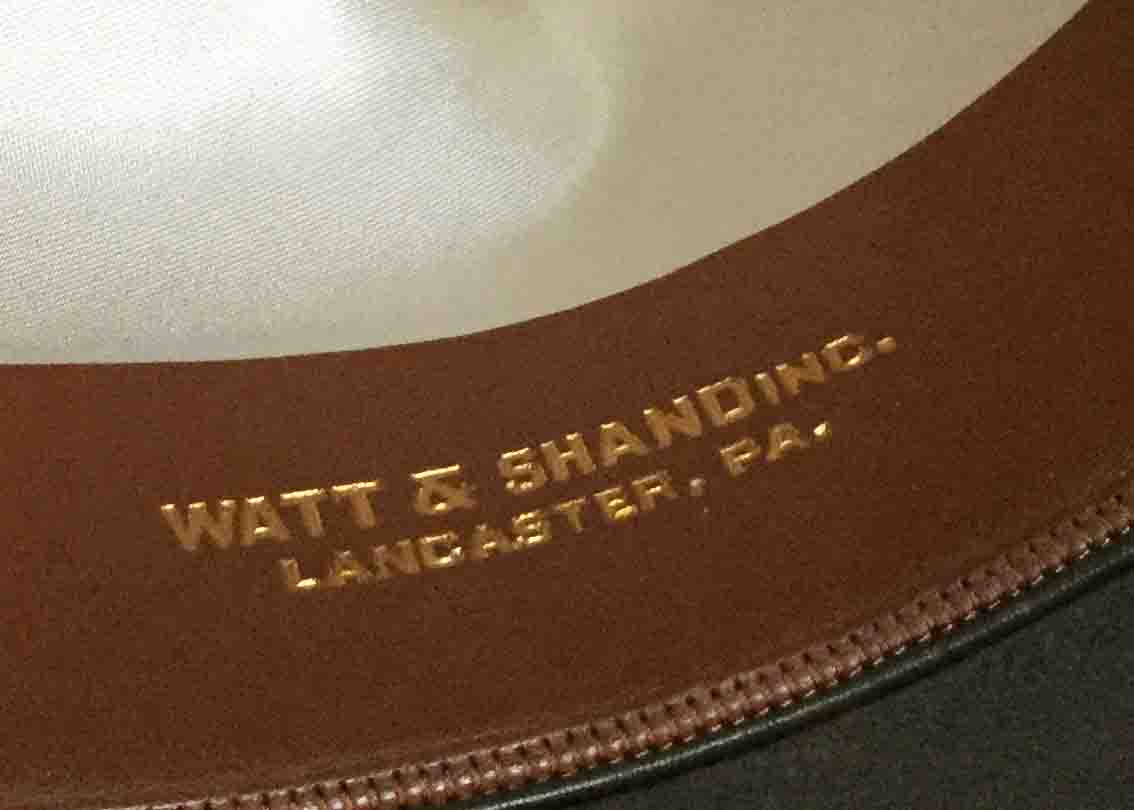 WATT & SHAND INC.
LANCASTER, PA.